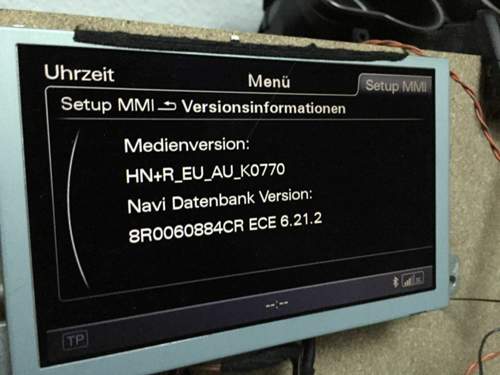 Uhrzeit
Menü
Setup MMI
Setup MMI Versionsinformationen
Medienversion:
HN+R_EU_AU_K0770
Navi Datenbank Version:
8R0060884CR ECE 6.21.2
--:--
TP